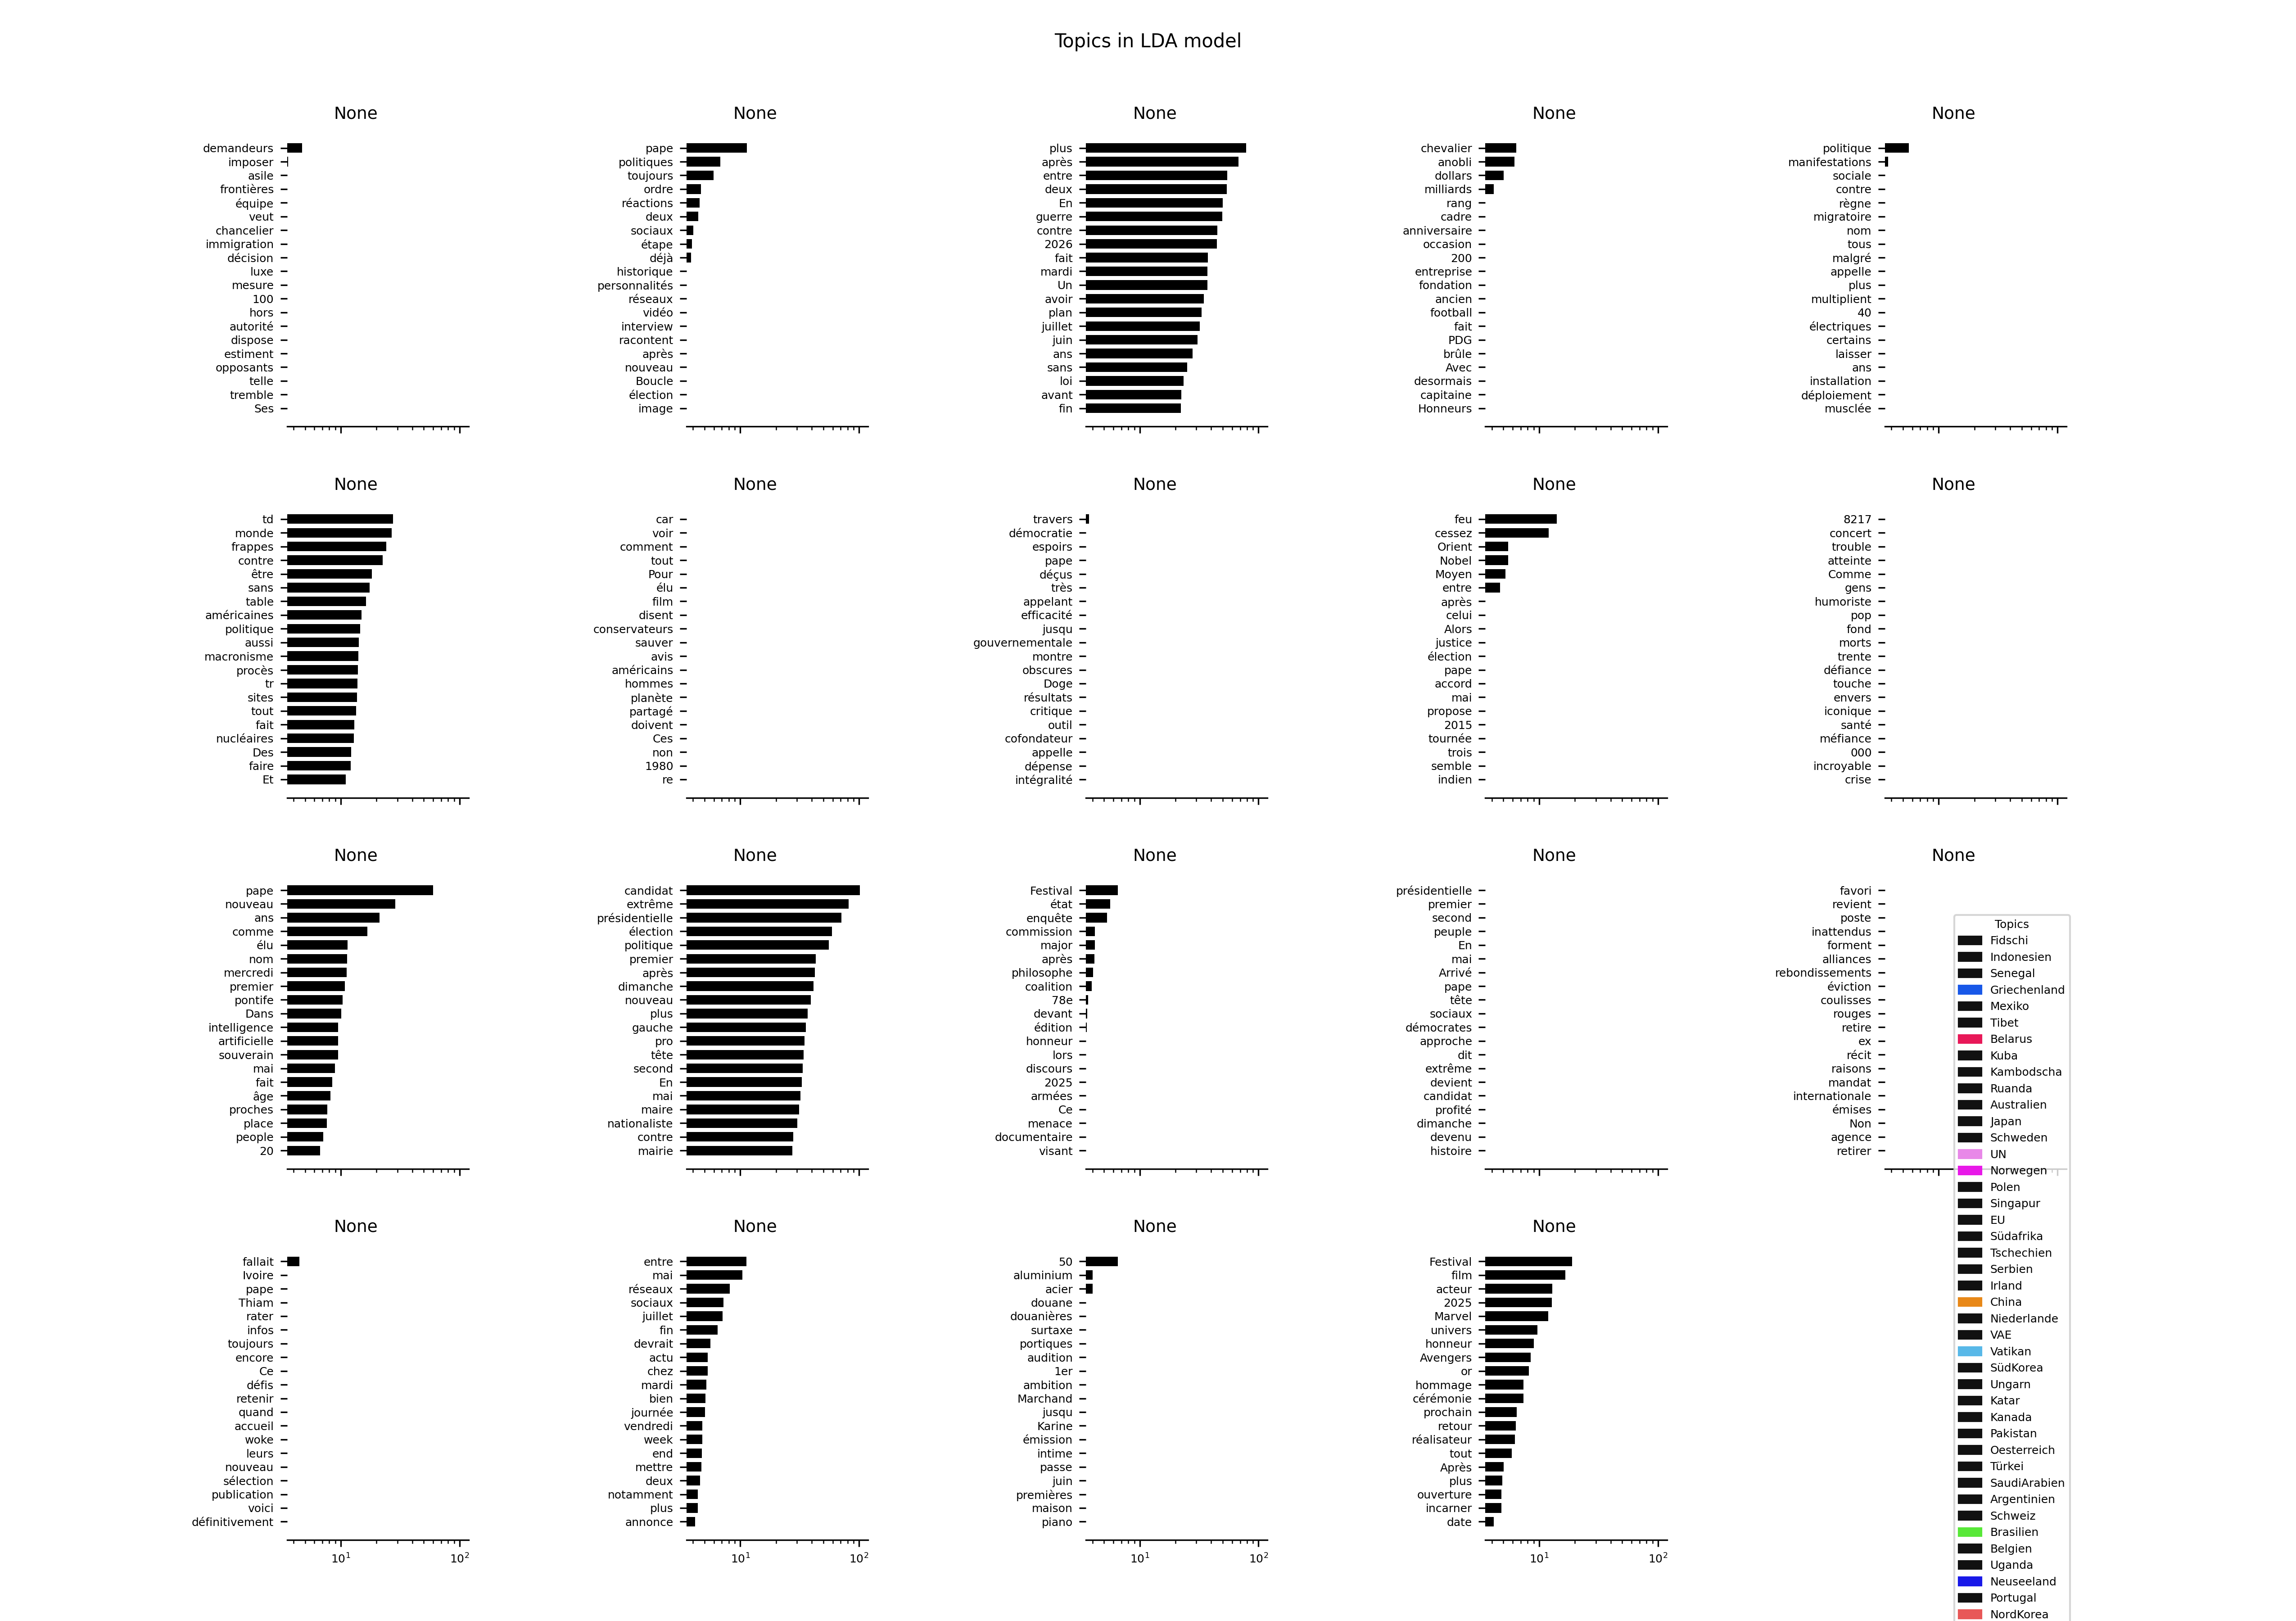 Topics in LDA model
None
demandeurs
imposer
asile
frontières
équipe
veut
chancelier
immigration
décision
luxe
mesure
100
hors
autorité
dispose
estiment
opposants
telle
tremble
Ses
None
pape
politiques
toujours
ordre
réactions
deux
sociaux
étape
déjà
historique
personnalités
réseaux
vidéo
interview
racontent
après
nouveau
Boucle
élection
image
None
plus
après
entre
deux
En
guerre
contre
2026
fait
mardi
Un
avoir
plan
juillet
juin
ans
sans
loi
avant
fin
None
chevalier
anobli
dollars
milliards
rang
cadre
anniversaire
occasion
200
entreprise
fondation
ancien
football
fait
PDG
brûle
Avec
desormais
capitaine
Honneurs
None
politique
manifestations
sociale
contre
règne
migratoire
nom
tous
malgré
appelle
plus
multiplient
40
électriques
certains
laisser
ans
installation
déploiement
musclée
None
td
monde
frappes
contre
être
sans
table
américaines
politique
aussi
macronisme
procès
tr
sites
tout
fait
nucléaires
Des
faire
Et
None
car
voir
comment
tout
Pour
élu
film
disent
conservateurs
sauver
avis
américains
hommes
planète
partagé
doivent
Ces
non
1980
re
None
travers
démocratie
espoirs
pape
déçus
très
appelant
efficacité
jusqu
gouvernementale
montre
obscures
Doge
résultats
critique
outil
cofondateur
appelle
dépense
intégralité
None
feu
cessez
Orient
Nobel
Moyen
entre
après
celui
Alors
justice
élection
pape
accord
mai
propose
2015
tournée
trois
semble
indien
None
8217
concert
trouble
atteinte
Comme
gens
humoriste
pop
fond
morts
trente
défiance
touche
envers
iconique
santé
méfiance
000
incroyable
crise
None
pape
nouveau
ans
comme
élu
nom
mercredi
premier
pontife
Dans
intelligence
artificielle
souverain
mai
fait
âge
proches
place
people
20
None
candidat
extrême
présidentielle
élection
politique
premier
après
dimanche
nouveau
plus
gauche
pro
tête
second
En
mai
maire
nationaliste
contre
mairie
None
Festival
état
enquête
commission
major
après
philosophe
coalition
78e
devant
édition
honneur
lors
discours
2025
armées
Ce
menace
documentaire
visant
None
présidentielle
premier
second
peuple
En
mai
Arrivé
pape
tête
sociaux
démocrates
approche
dit
extrême
devient
candidat
profité
dimanche
devenu
histoire
None
favori
revient
poste
inattendus
forment
alliances
rebondissements
éviction
coulisses
rouges
retire
ex
récit
raisons
mandat
internationale
émises
Non
agence
retirer
None
fallait
Ivoire
pape
Thiam
rater
infos
toujours
encore
Ce
défis
retenir
quand
accueil
woke
leurs
nouveau
sélection
publication
voici
définitivement
10¹
10²
None
entre
mai
réseaux
sociaux
juillet
fin
devrait
actu
chez
mardi
bien
journée
vendredi
week
end
mettre
deux
notamment
plus
annonce
10¹
10²
None
50
aluminium
acier
douane
douanières
surtaxe
portiques
audition
1er
ambition
Marchand
jusqu
Karine
émission
intime
passe
juin
premières
maison
piano
10¹
10²
None
Festival
film
acteur
2025
Marvel
univers
honneur
Avengers
or
hommage
cérémonie
prochain
retour
réalisateur
tout
Après
plus
ouverture
incarner
date
10¹
10²
Topics
Fidschi
Indonesien
Senegal
Griechenland
Mexiko
Tibet
Belarus
Kuba
Kambodscha
Ruanda
Australien
Japan
Schweden
UN
Norwegen
Polen
Singapur
EU
Südafrika
Tschechien
Serbien
Irland
China
Niederlande
VAE
Vatikan
SüdKorea
Ungarn
Katar
Kanada
Pakistan
Oesterreich
Türkei
SaudiArabien
Argentinien
Schweiz
Brasilien
Belgien
Uganda
Neuseeland
Portugal
NordKorea